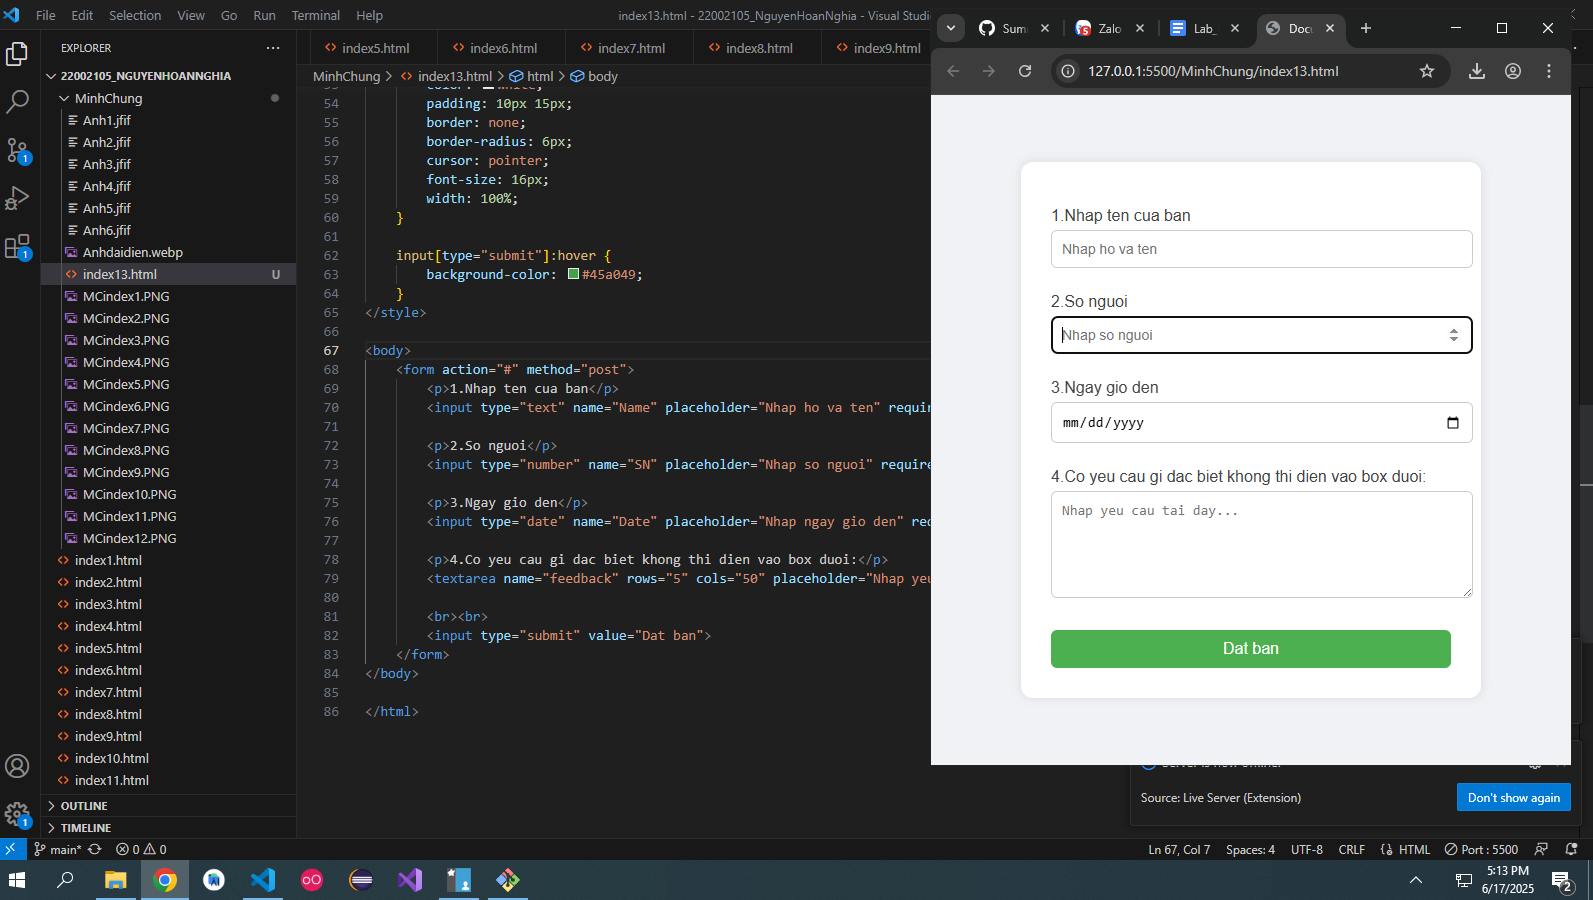 File Edit Selection View Go Run Terminal Help
index13.html - 22002105_NguyenHoanNghia - Visual Studio
EXPLORER
22002105_NGUYENHOANNGHIA
MinhChung
Anh1.jfif
Anh2.jfif
Anh3.jfif
Anh4.jfif
Anh5.jfif
Anh6.jfif
Anhdaidien.webp
index13.html U
MCindex1.PNG
MCindex2.PNG
MCindex3.PNG
MCindex4.PNG
MCindex5.PNG
MCindex6.PNG
MCindex7.PNG
MCindex8.PNG
MCindex9.PNG
MCindex10.PNG
MCindex11.PNG
MCindex12.PNG
index1.html
index2.html
index3.html
index4.html
index5.html
index6.html
index7.html
index8.html
index9.html
index10.html
index11.html
OUTLINE
TIMELINE
index5.html index6.html index7.html index8.html index9.html
MinhChung > index13.html > html > body
53 color: white;
54 padding: 10px 15px;
55 border: none;
56 border-radius: 6px;
57 cursor: pointer;
58 font-size: 16px;
59 width: 100%;
60 }
61
62 input[type="submit"]:hover {
63 background-color: #45a049;
64 }
65 </style>
66
67 <body>
68 <form action="#" method="post">
69 <p>1.Nhap ten cua ban</p>
70 <input type="text" name="Name" placeholder="Nhap ho va ten" requir
71
72 <p>2.So nguoi</p>
73 <input type="number" name="SN" placeholder="Nhap so nguoi" require
74
75 <p>3.Ngay gio den</p>
76 <input type="date" name="Date" placeholder="Nhap ngay gio den" req
77
78 <p>4.Co yeu cau gi dac biet khong thi dien vao box duoi:</p>
79 <textarea name="feedback" rows="5" cols="50" placeholder="Nhap yeu
80
81 <br><br>
82 <input type="submit" value="Dat ban">
83 </form>
84 </body>
85
86 </html>
Sum Zalo Lab_ Docu
127.0.0.1:5500/MinhChung/index13.html
1.Nhap ten cua ban
Nhap ho va ten
2.So nguoi
Nhap so nguoi
3.Ngay gio den
mm/dd/yyyy
4.Co yeu cau gi dac biet khong thi dien vao box duoi:
Nhap yeu cau tai day...
Dat ban
Source: Live Server (Extension)
Don't show again
main* 0 0
Ln 67, Col 7 Spaces: 4 UTF-8 CRLF HTML Port : 5500
5:13 PM
6/17/2025
2